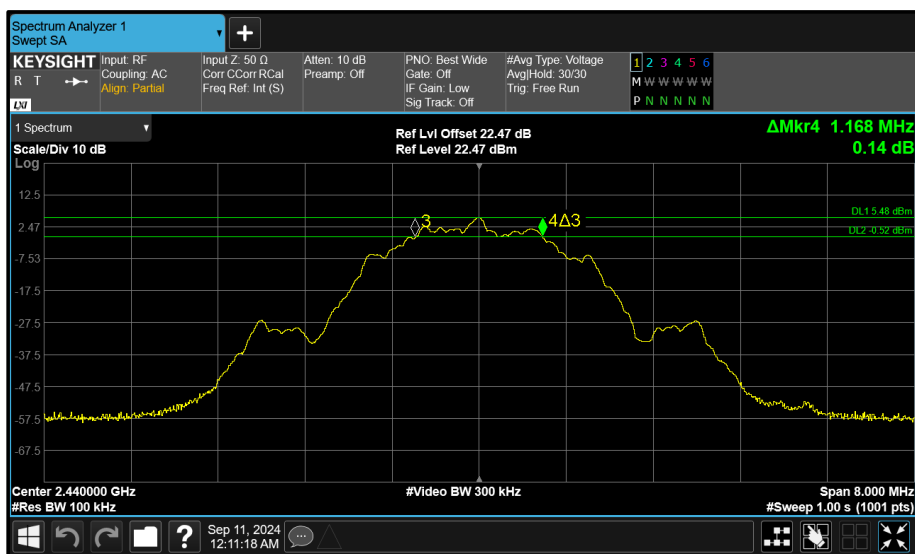 Spectrum Analyzer 1
Swept SA
KEYSIGHT
R T
LXI
Input: RF
Coupling: AC
Align: Partial
Input Z: 50 Ω
Corr CCorr RCal
Freq Ref: Int (S)
Atten: 10 dB
Preamp: Off
PNO: Best Wide
Gate: Off
IF Gain: Low
Sig Track: Off
#Avg Type: Voltage
Avg|Hold: 30/30
Trig: Free Run
1 2 3 4 5 6
M W W W W W
P N N N N N
1 Spectrum
Scale/Div 10 dB
Log
Ref Lvl Offset 22.47 dB
Ref Level 22.47 dBm
ΔMkr4 1.168 MHz
0.14 dB
12.5
2.47
-7.53
-17.5
-27.5
-37.5
-47.5
-57.5
-67.5
3
4Δ3
DL1 5.48 dBm
DL2 -0.52 dBm
Center 2.440000 GHz
#Res BW 100 kHz
#Video BW 300 kHz
Span 8.000 MHz
#Sweep 1.00 s (1001 pts)
?
Sep 11, 2024
12:11:18 AM